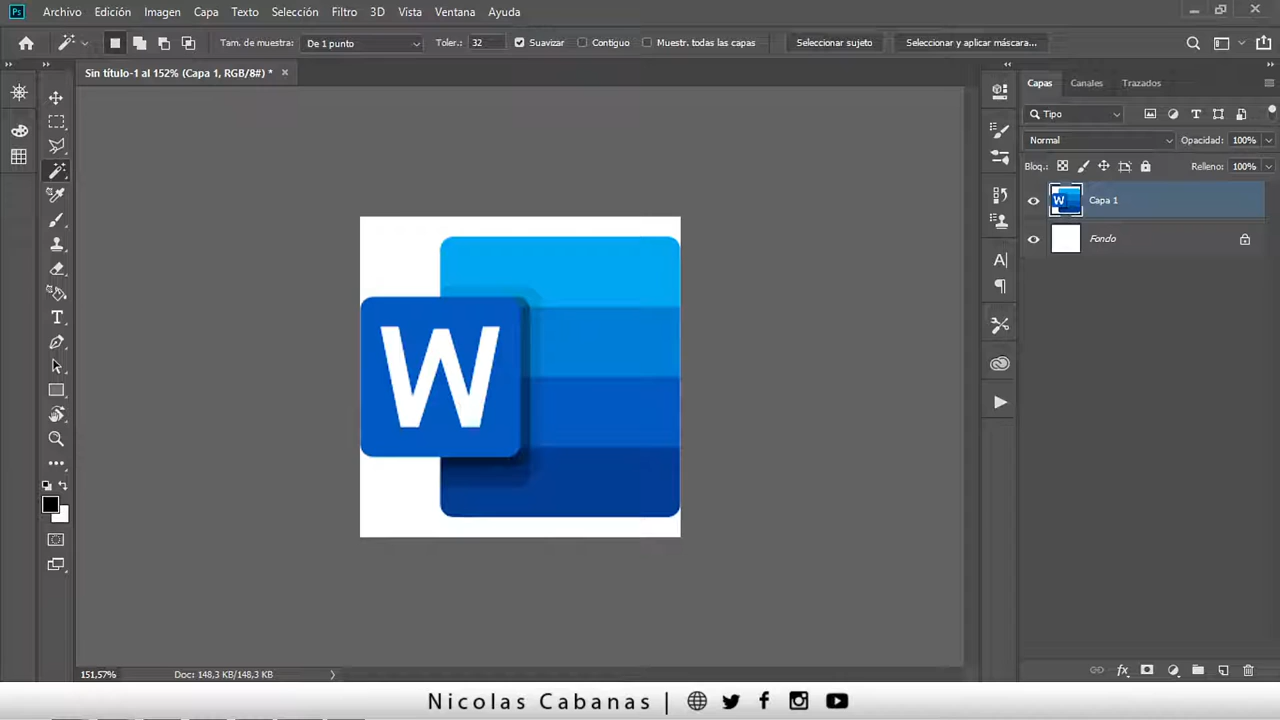 Ps Archivo Edición Imagen Capa Texto Selección Filtro 3D Vista Ventana Ayuda
Tam. de muestra: De 1 punto Toler.: 32 Suavizar Contiguo Muestr. todas las capas Seleccionar sujeto Seleccionar y aplicar máscara...
Sin título-1 al 152% (Capa 1, RGB/8#) *
Capas Canales Trazados
Tipo
Normal Opacidad: 100%
Bloq.: Relleno: 100%
W Capa 1
Fondo
W
151,57% Doc: 148,3 KB/148,3 KB
Nicolas Cabanas |